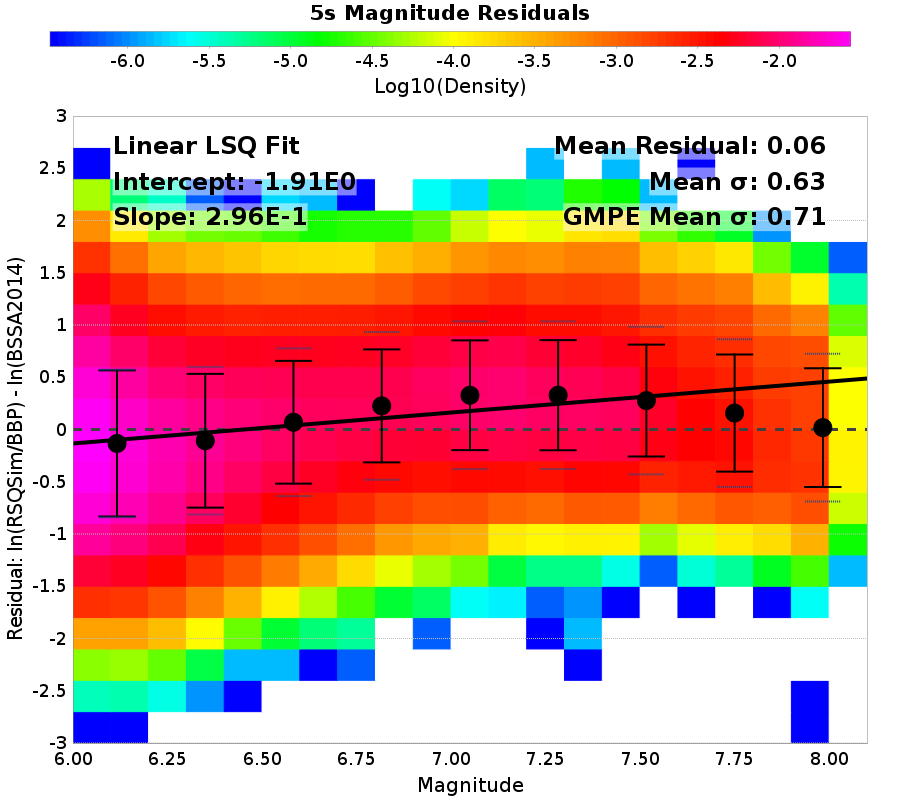 5s Magnitude Residuals
-6.0 -5.5 -5.0 -4.5 -4.0 -3.5 -3.0 -2.5 -2.0
Log10(Density)
Linear LSQ Fit
Intercept: -1.91E0
Slope: 2.96E-1
Mean Residual: 0.06
Mean σ: 0.63
GMPE Mean σ: 0.71
Residual: ln(RSQSim/BBP) - ln(BSSA2014)
3
2.5
2
1.5
1
0.5
0
-0.5
-1
-1.5
-2
-2.5
-3
6.00 6.25 6.50 6.75 7.00 7.25 7.50 7.75 8.00
Magnitude